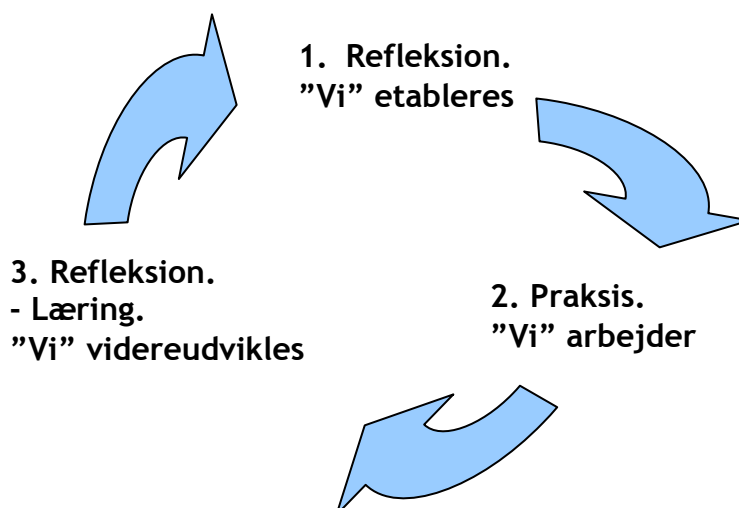 1. Refleksion.
”Vi” etableres
2. Praksis.
”Vi” arbejder
3. Refleksion.
- Læring.
”Vi” videreudvikles